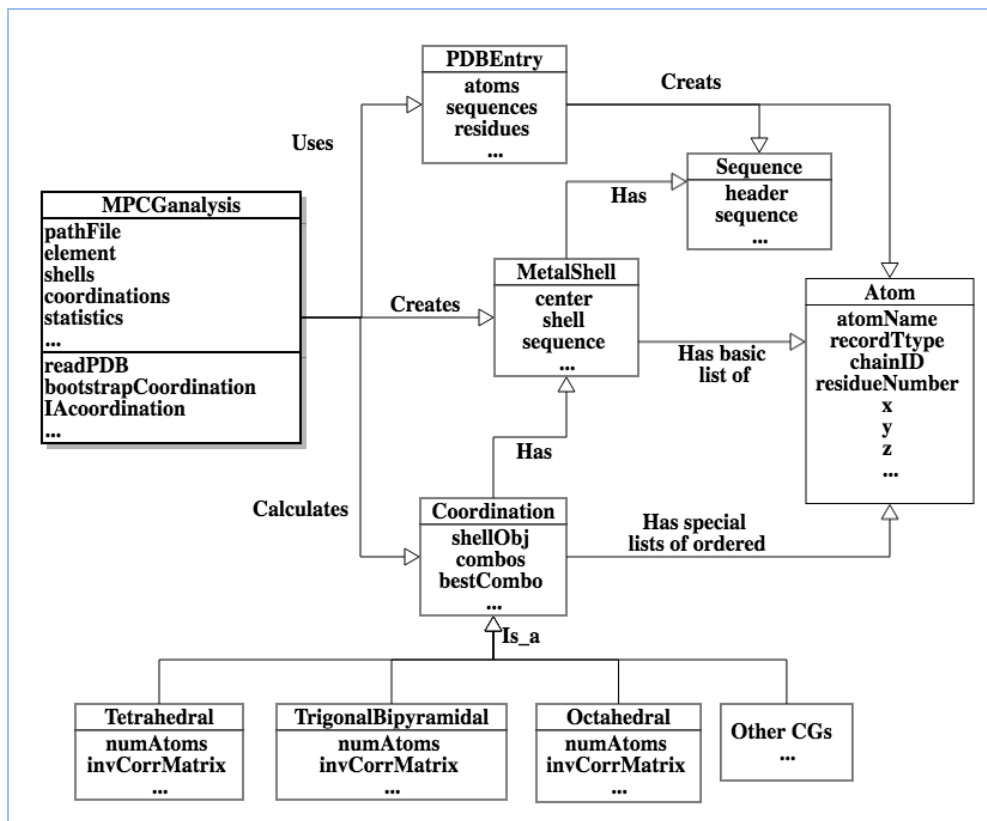 PDBEntry
atoms
sequences
residues
...
Creats
Uses
Sequence
header
sequence
...
Has
MPCGanalysis
pathFile
element
shells
coordinations
statistics
...
readPDB
bootstrapCoordination
IAcoordination
...
MetalShell
center
shell
sequence
...
Creates
Has basic
list of
Atom
atomName
recordTtype
chainID
residueNumber
x
y
z
...
Has
Calculates
Coordination
shellObj
combos
bestCombo
...
Has special
lists of ordered
Is_a
Tetrahedral
numAtoms
invCorrMatrix
...
TrigonalBipyramidal
numAtoms
invCorrMatrix
...
Octahedral
numAtoms
invCorrMatrix
...
Other CGs
...